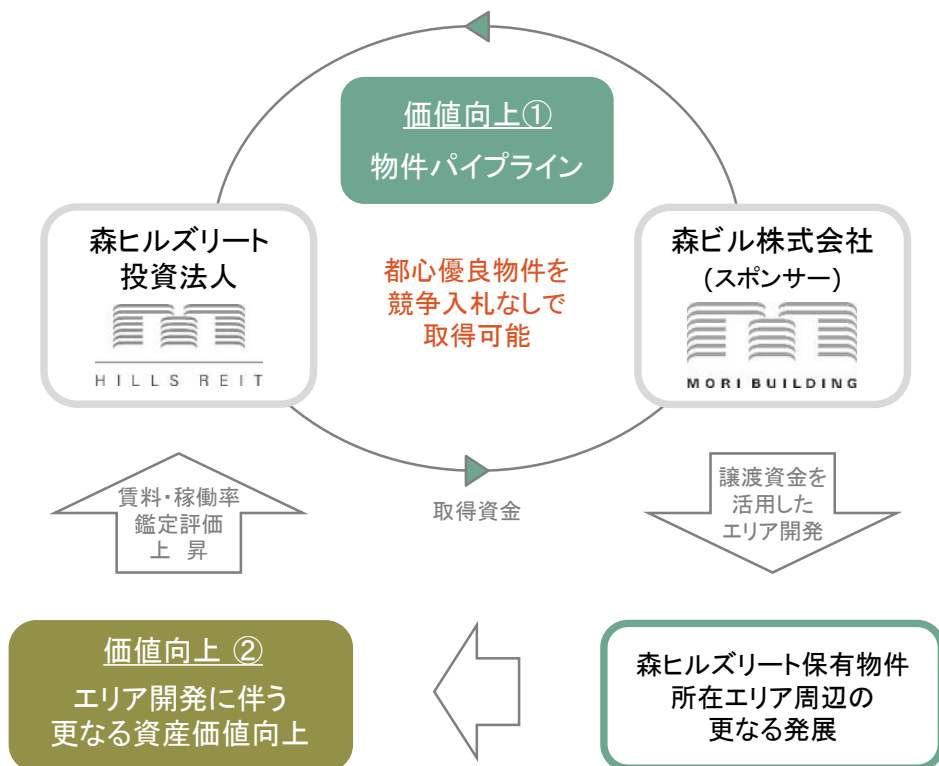 価値向上①
物件パイプライン
森ヒルズリート
投資法人
HILLS REIT
都心優良物件を
競争入札なしで
取得可能
森ビル株式会社
(スポンサー)
MORI BUILDING
取得資金
賃料・稼働率
鑑定評価
上 昇
譲渡資金を
活用した
エリア開発
価値向上 ②
エリア開発に伴う
更なる資産価値向上
森ヒルズリート保有物件
所在エリア周辺の
更なる発展